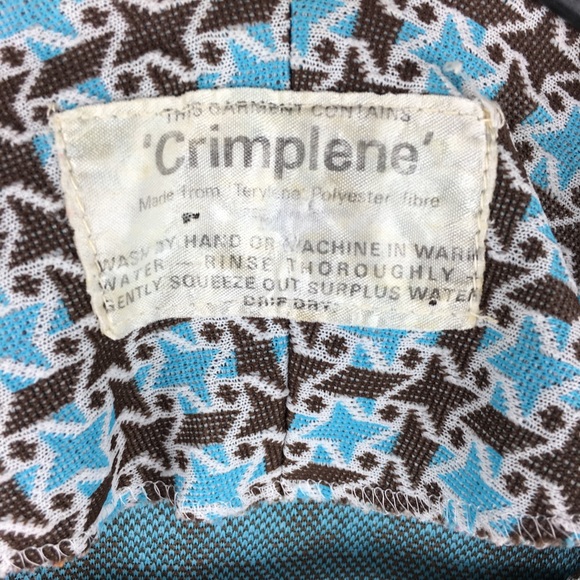 THIS GARMENT CONTAINS
'Crimplene'
Made from 'Terylene' Polyester fibre
WASH BY HAND OR MACHINE IN WARM
WATER — RINSE THOROUGHLY —
GENTLY SQUEEZE OUT SURPLUS WATER
DRIP DRY